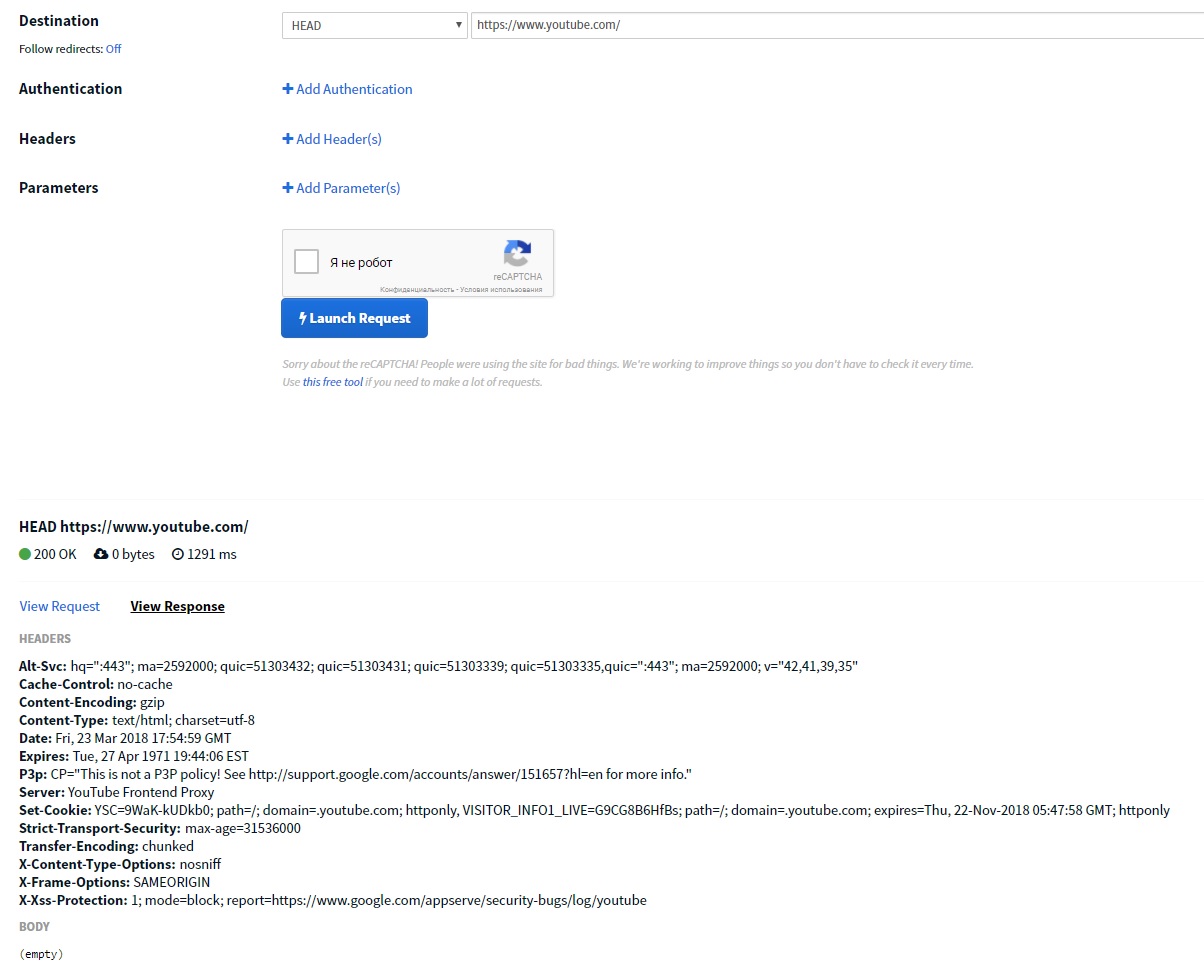 Destination
HEAD https://www.youtube.com/
Follow redirects: Off
Authentication
+ Add Authentication
Headers
+ Add Header(s)
Parameters
+ Add Parameter(s)
Я не робот
reCAPTCHA
Конфиденциальность - Условия использования
Launch Request
Sorry about the reCAPTCHA! People were using the site for bad things. We're working to improve things so you don't have to check it every time.
Use this free tool if you need to make a lot of requests.
HEAD https://www.youtube.com/
200 OK 0 bytes 1291 ms
View Request View Response
HEADERS
Alt-Svc: hq=":443"; ma=2592000; quic=51303432; quic=51303431; quic=51303339; quic=51303335,quic=":443"; ma=2592000; v="42,41,39,35"
Cache-Control: no-cache
Content-Encoding: gzip
Content-Type: text/html; charset=utf-8
Date: Fri, 23 Mar 2018 17:54:59 GMT
Expires: Tue, 27 Apr 1971 19:44:06 EST
P3p: CP="This is not a P3P policy! See http://support.google.com/accounts/answer/151657?hl=en for more info."
Server: YouTube Frontend Proxy
Set-Cookie: YSC=9WaK-kUDkb0; path=/; domain=.youtube.com; httponly, VISITOR_INFO1_LIVE=G9CG8B6HfBs; path=/; domain=.youtube.com; expires=Thu, 22-Nov-2018 05:47:58 GMT; httponly
Strict-Transport-Security: max-age=31536000
Transfer-Encoding: chunked
X-Content-Type-Options: nosniff
X-Frame-Options: SAMEORIGIN
X-Xss-Protection: 1; mode=block; report=https://www.google.com/appserve/security-bugs/log/youtube
BODY
(empty)